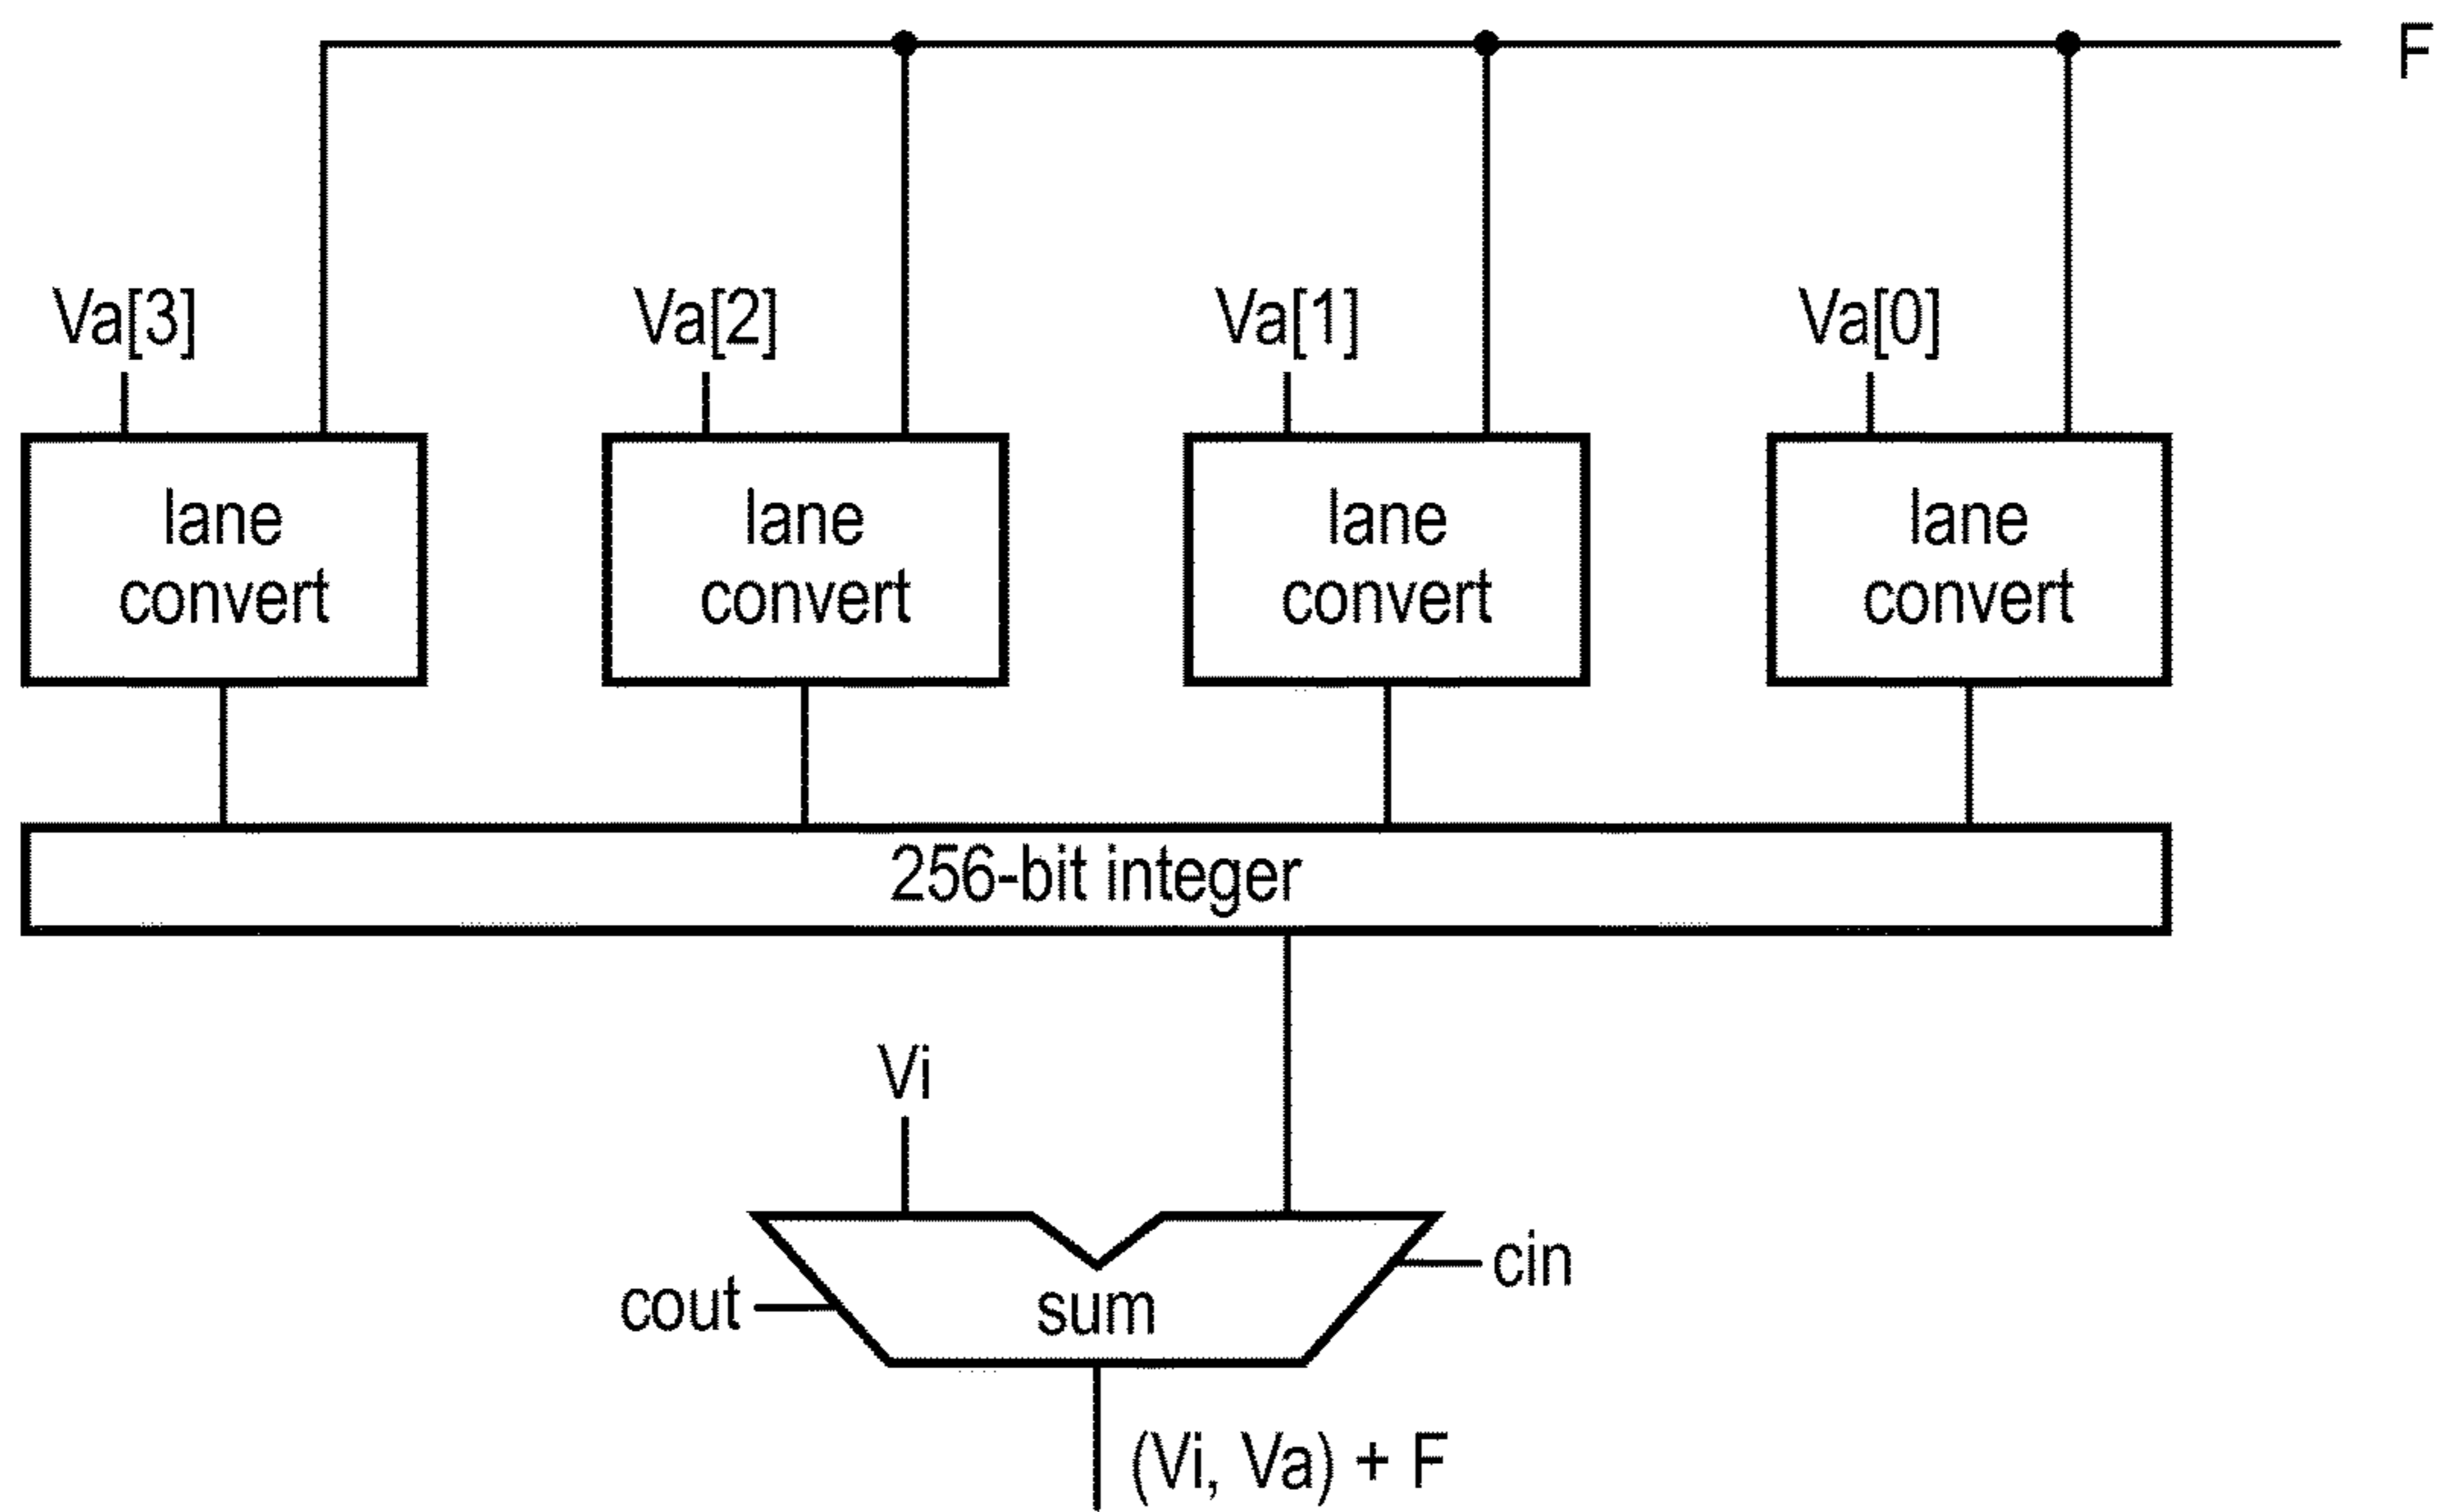 F
Va[3]
Va[2]
Va[1]
Va[0]
lane
convert
lane
convert
lane
convert
lane
convert
256-bit integer
Vi
cin
cout
sum
(Vi, Va) + F